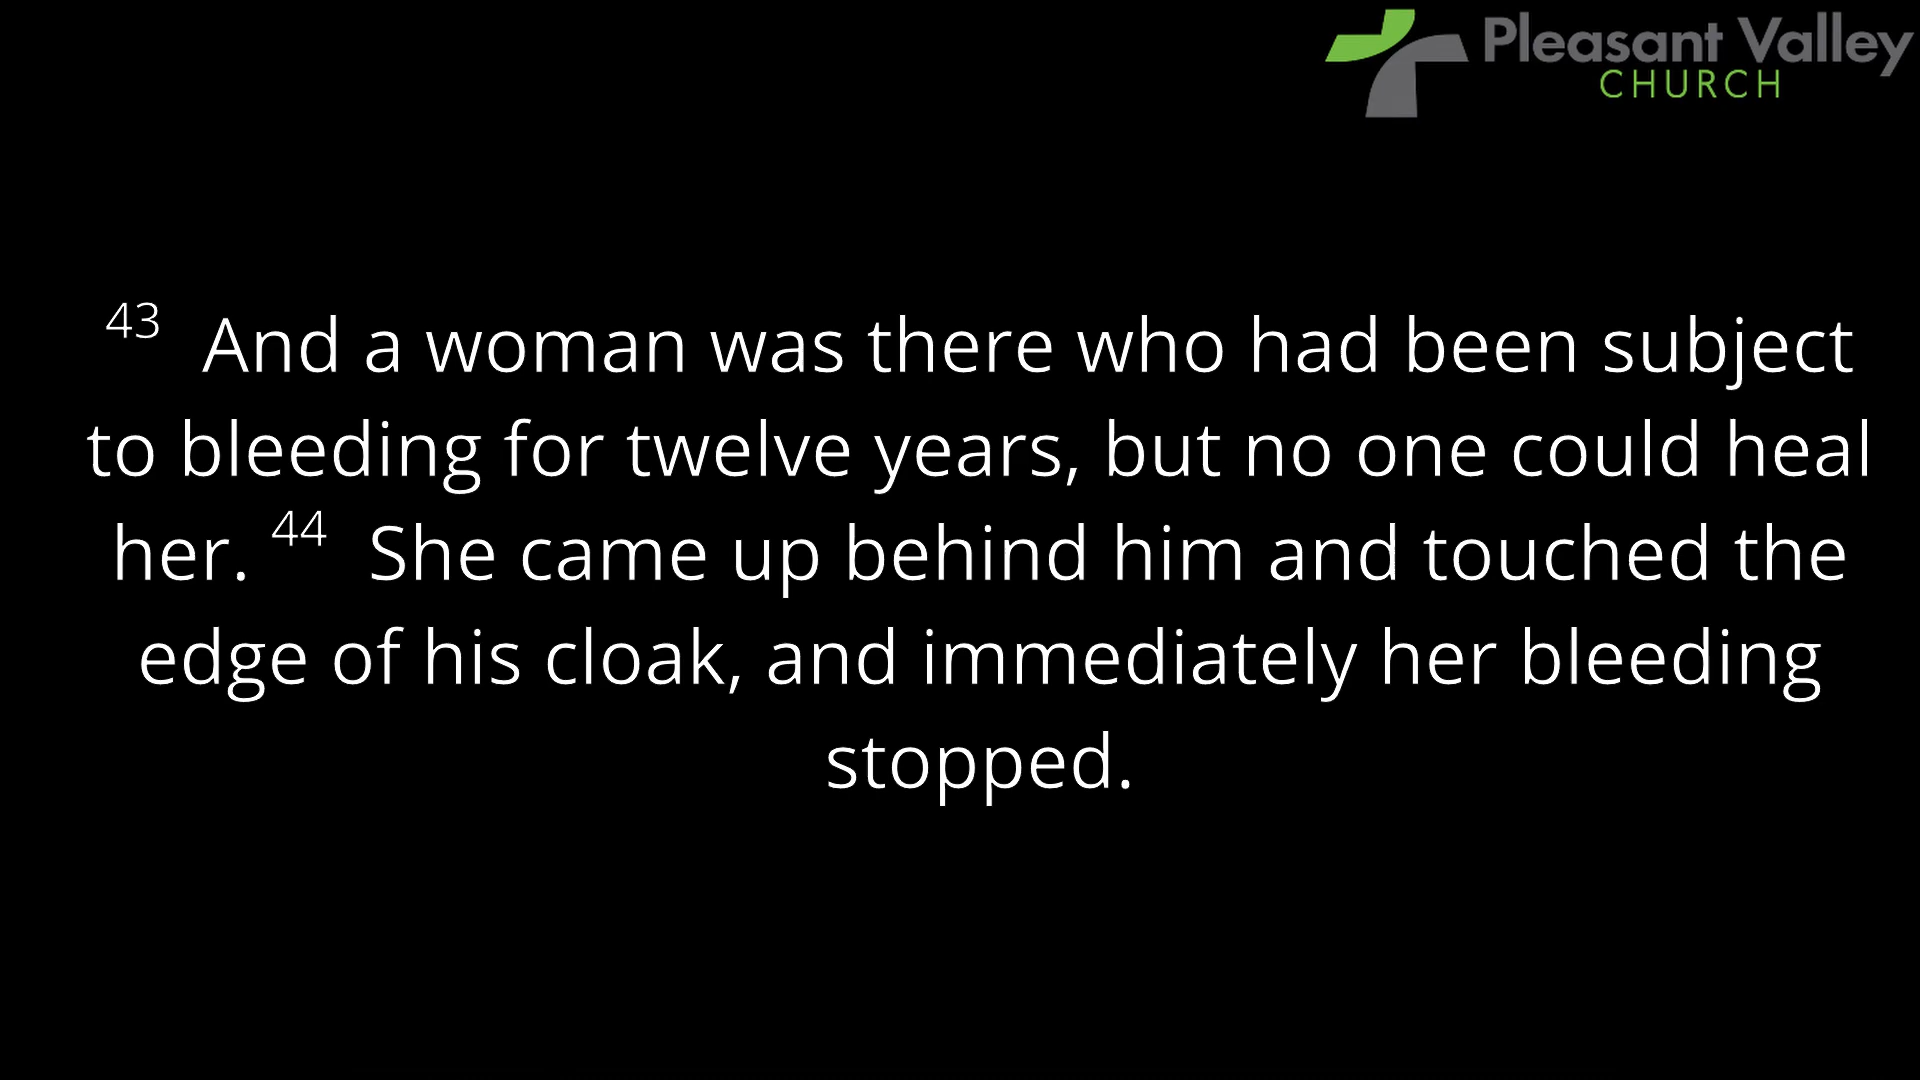 Pleasant Valley
CHURCH
43 And a woman was there who had been subject
to bleeding for twelve years, but no one could heal
her. 44 She came up behind him and touched the
edge of his cloak, and immediately her bleeding
stopped.